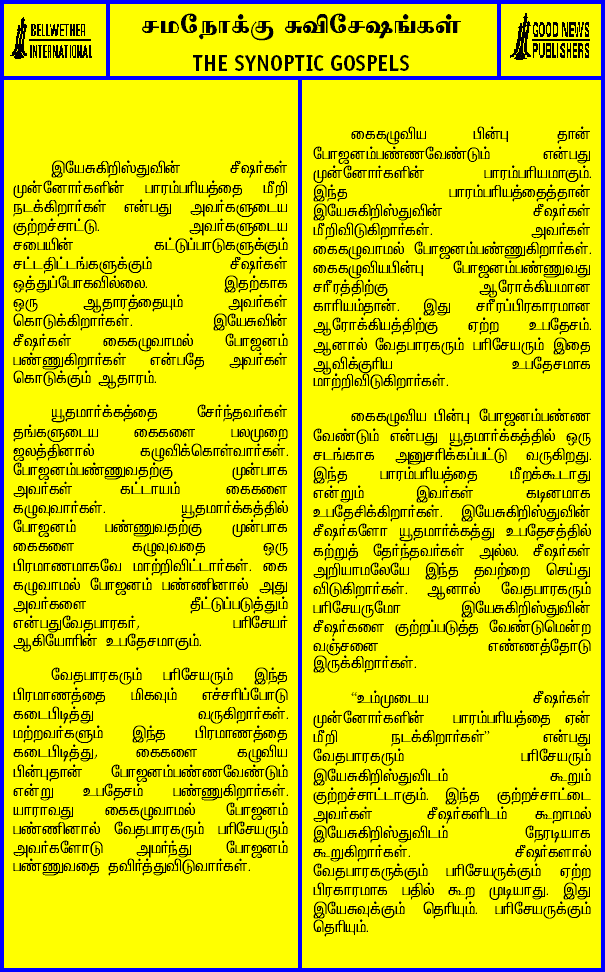 BELLWETHER
INTERNATIONAL
சமநோக்கு சுவிசேஷங்கள்
THE SYNOPTIC GOSPELS
GOOD NEWS
PUBLISHERS
இயேசுகிறிஸ்துவின் சீஷர்கள்
முன்னோர்களின் பாரம்பரியத்தை மீறி
நடக்கிறார்கள் என்பது அவர்களுடைய
குற்றச்சாட்டு. அவர்களுடைய
சபையின் கட்டுப்பாடுகளுக்கும்
சட்டதிட்டங்களுக்கும் சீஷர்கள்
ஒத்துப்போகவில்லை. இதற்காக
ஒரு ஆதாரத்தையும் அவர்கள்
கொடுக்கிறார்கள். இயேசுவின்
சீஷர்கள் கைகழுவாமல் போஜனம்
பண்ணுகிறார்கள் என்பதே அவர்கள்
கொடுக்கும் ஆதாரம்.
யூதமார்க்கத்தை சேர்ந்தவர்கள்
தங்களுடைய கைகளை பலமுறை
ஜலத்தினால் கழுவிக்கொள்வார்கள்.
போஜனம்பண்ணுவதற்கு முன்பாக
அவர்கள் கட்டாயம் கைகளை
கழுவுவார்கள். யூதமார்க்கத்தில்
போஜனம் பண்ணுவதற்கு முன்பாக
கைகளை கழுவுவதை ஒரு
பிரமாணமாகவே மாற்றிவிட்டார்கள். கை
கழுவாமல் போஜனம் பண்ணினால் அது
அவர்களை தீட்டுப்படுத்தும்
என்பதுவேதபாரகர், பரிசேயர்
ஆகியோரின் உபதேசமாகும்.
வேதபாரகரும் பரிசேயரும் இந்த
பிரமாணத்தை மிகவும் எச்சரிப்போடு
கடைபிடித்து வருகிறார்கள்.
மற்றவர்களும் இந்த பிரமாணத்தை
கடைபிடித்து, கைகளை கழுவிய
பின்புதான் போஜனம்பண்ணவேண்டும்
என்று உபதேசம் பண்ணுகிறார்கள்.
யாராவது கைகழுவாமல் போஜனம்
பண்ணினால் வேதபாரகரும் பரிசேயரும்
அவர்களோடு அமர்ந்து போஜனம்
பண்ணுவதை தவிர்த்துவிடுவார்கள்.
கைகழுவிய பின்பு தான்
போஜனம்பண்ணவேண்டும் என்பது
முன்னோர்களின் பாரம்பரியமாகும்.
இந்த பாரம்பரியத்தைத்தான்
இயேசுகிறிஸ்துவின் சீஷர்கள்
மீறிவிடுகிறார்கள். அவர்கள்
கைகழுவாமல் போஜனம்பண்ணுகிறார்கள்.
கைகழுவியபின்பு போஜனம்பண்ணுவது
சரீரத்திற்கு ஆரோக்கியமான
காரியம்தான். இது சரீரப்பிரகாரமான
ஆரோக்கியத்திற்கு ஏற்ற உபதேசம்.
ஆனால் வேதபாரகரும் பரிசேயரும் இதை
ஆவிக்குரிய உபதேசமாக
மாற்றிவிடுகிறார்கள்.
கைகழுவிய பின்பு போஜனம்பண்ண
வேண்டும் என்பது யூதமார்க்கத்தில் ஒரு
சடங்காக அனுசரிக்கப்பட்டு வருகிறது.
இந்த பாரம்பரியத்தை மீறக்கூடாது
என்றும் இவர்கள் கடினமாக
உபதேசிக்கிறார்கள். இயேசுகிறிஸ்துவின்
சீஷர்களோ யூதமார்க்கத்து உபதேசத்தில்
கற்றுத் தேர்ந்தவர்கள் அல்ல. சீஷர்கள்
அறியாமலேயே இந்த தவற்றை செய்து
விடுகிறார்கள். ஆனால் வேதபாரகரும்
பரிசேயருமோ இயேசுகிறிஸ்துவின்
சீஷர்களை குற்றப்படுத்த வேண்டுமென்ற
வஞ்சனை எண்ணத்தோடு
இருக்கிறார்கள்.
“உம்முடைய சீஷர்கள்
முன்னோர்களின் பாரம்பரியத்தை ஏன்
மீறி நடக்கிறார்கள்” என்பது
வேதபாரகரும் பரிசேயரும்
இயேசுகிறிஸ்துவிடம் கூறும்
குற்றச்சாட்டாகும். இந்த குற்றச்சாட்டை
அவர்கள் சீஷர்களிடம் கூறாமல்
இயேசுகிறிஸ்துவிடம் நேரடியாக
கூறுகிறார்கள். சீஷர்களால்
வேதபாரகருக்கும் பரிசேயருக்கும் ஏற்ற
பிரகாரமாக பதில் கூற முடியாது. இது
இயேசுவுக்கும் தெரியும். பரிசேயருக்கும்
தெரியும்.